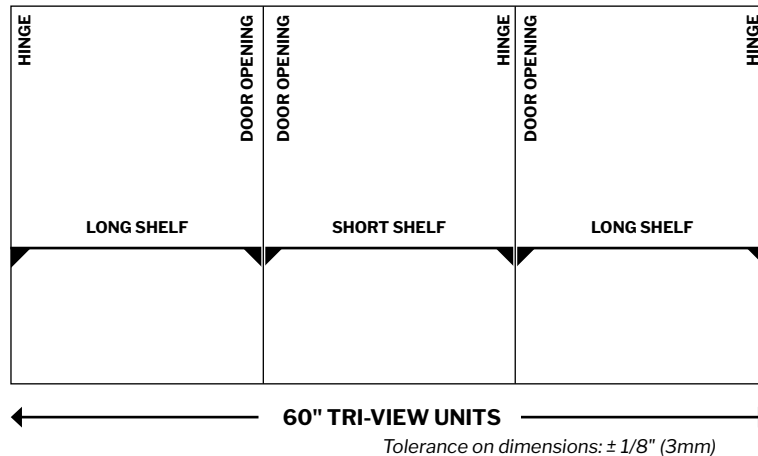 HINGE
DOOR OPENING
DOOR OPENING
HINGE
DOOR OPENING
HINGE
LONG SHELF
SHORT SHELF
LONG SHELF
60" TRI-VIEW UNITS
Tolerance on dimensions: ± 1/8" (3mm)